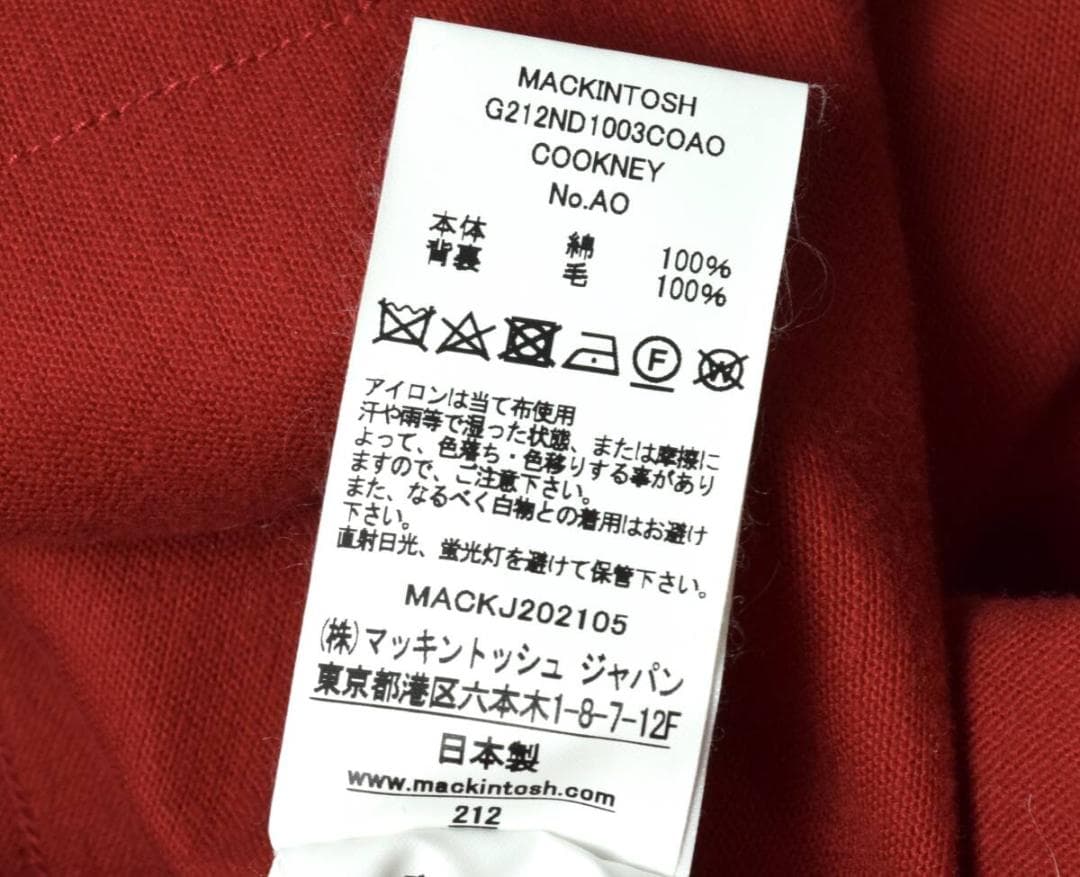 MACKINTOSH
G212ND1003COAO
COOKNEY
No.AO
本体 綿 100%
背裏 毛 100%
F W
アイロンは当て布使用
汗や雨等で湿った状態、または摩擦に
よって、色落ち・色移りする事があり
ますので、ご注意下さい。
また、なるべく白物との着用はお避け
下さい。
直射日光、蛍光灯を避けて保管下さい。
MACKJ202105
(株)マッキントッシュ ジャパン
東京都港区六本木1-8-7-12F
日本製
www.mackintosh.com
212